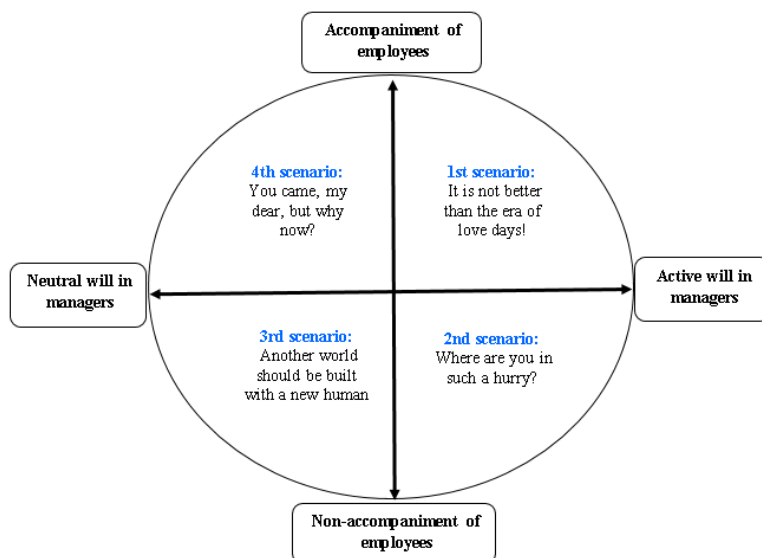 Accompaniment of
employees
4th scenario:
You came, my
dear, but why
now?
1st scenario:
It is not better
than the era of
love days!
Neutral will in
managers
Active will in
managers
3rd scenario:
Another world
should be built
with a new human
2nd scenario:
Where are you in
such a hurry?
Non-accompaniment of
employees